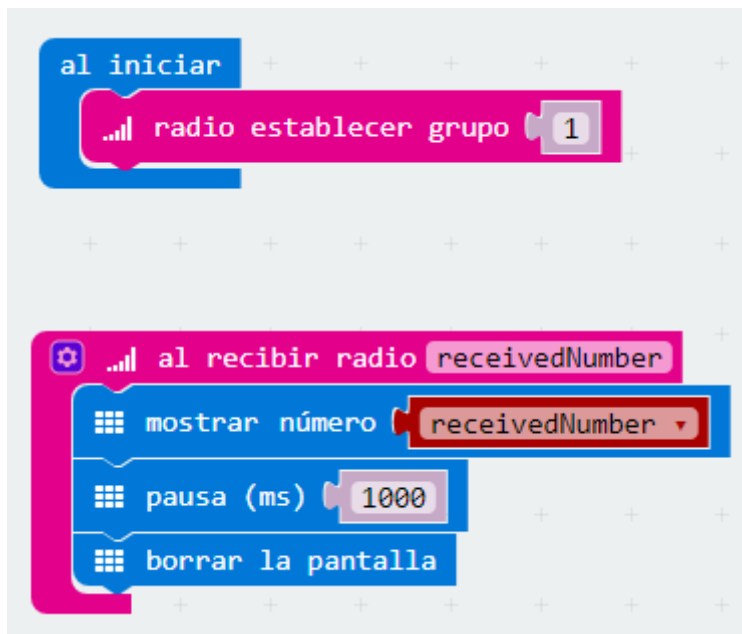 al iniciar
radio establecer grupo 1
al recibir radio receivedNumber
mostrar número receivedNumber
pausa (ms) 1000
borrar la pantalla